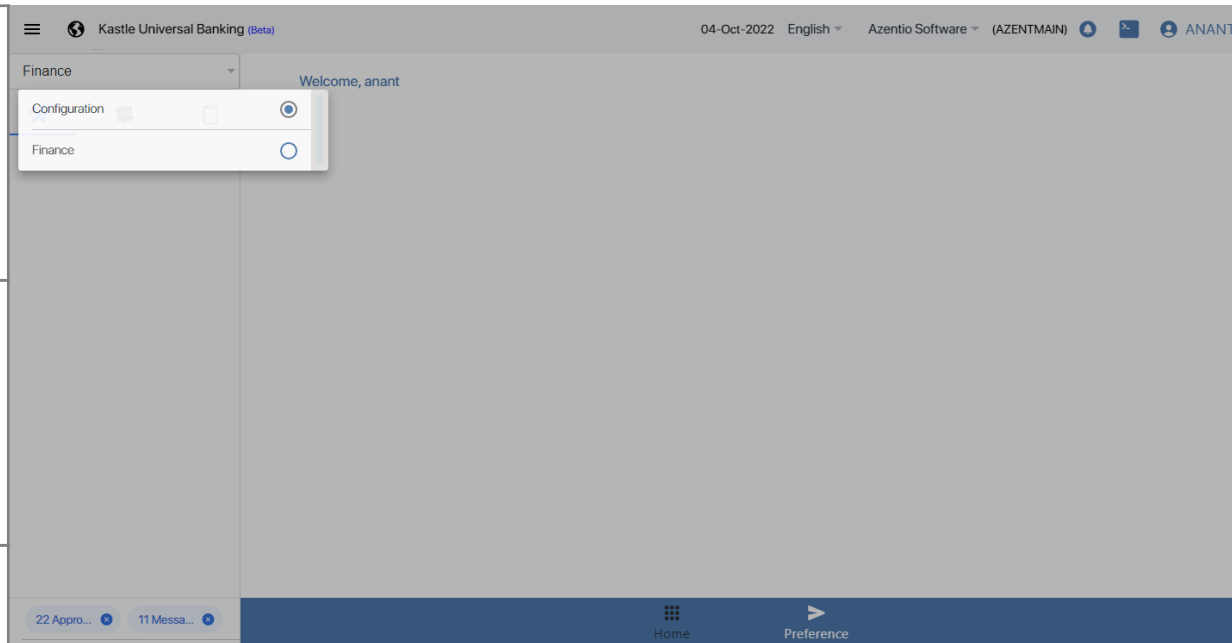 Kastle Universal Banking (Beta)
04-Oct-2022 English Azentio Software (AZENTMAIN) ANANT
Finance
Welcome, anant
Configuration
Finance
22 Appro... 11 Messa...
Home Preference